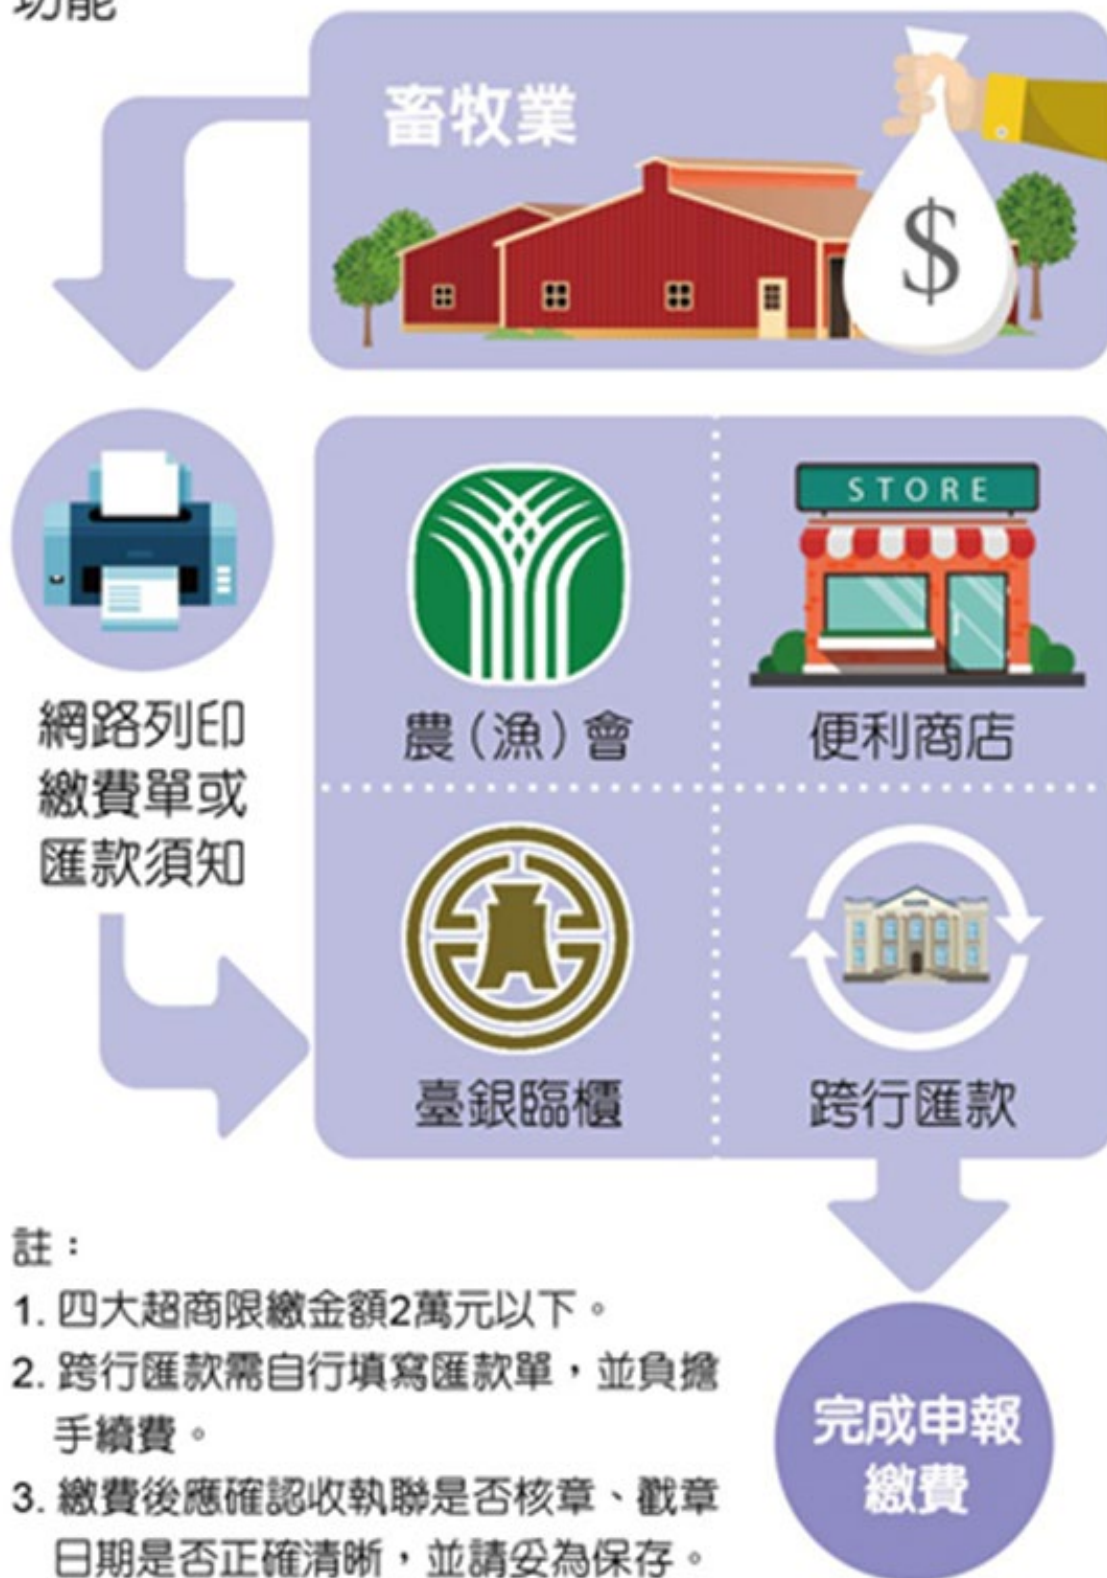 功能
畜牧業
$
網路列印
繳費單或
匯款須知
農(漁)會
STORE
便利商店
臺銀臨櫃
跨行匯款
註：
1. 四大超商限繳金額2萬元以下。
2. 跨行匯款需自行填寫匯款單，並負擔
手續費。
3. 繳費後應確認收執聯是否核章、戳章
日期是否正確清晰，並請妥為保存。
完成申報
繳費